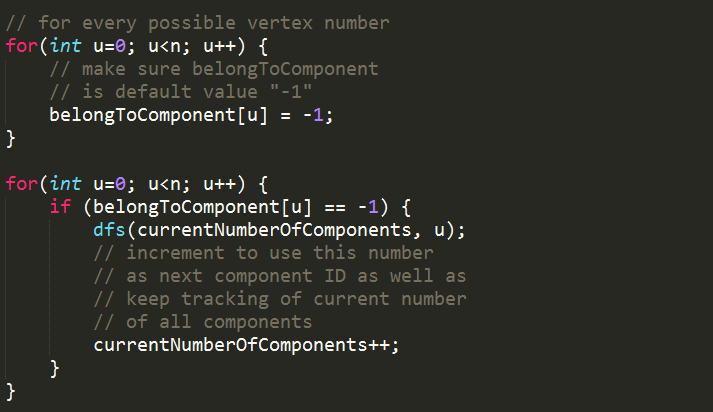 // for every possible vertex number
for(int u=0; u<n; u++) {
    // make sure belongToComponent
    // is default value "-1"
    belongToComponent[u] = -1;
}

for(int u=0; u<n; u++) {
    if (belongToComponent[u] == -1) {
        dfs(currentNumberOfComponents, u);
        // increment to use this number
        // as next component ID as well as
        // keep tracking of current number
        // of all components
        currentNumberOfComponents++;
    }
}